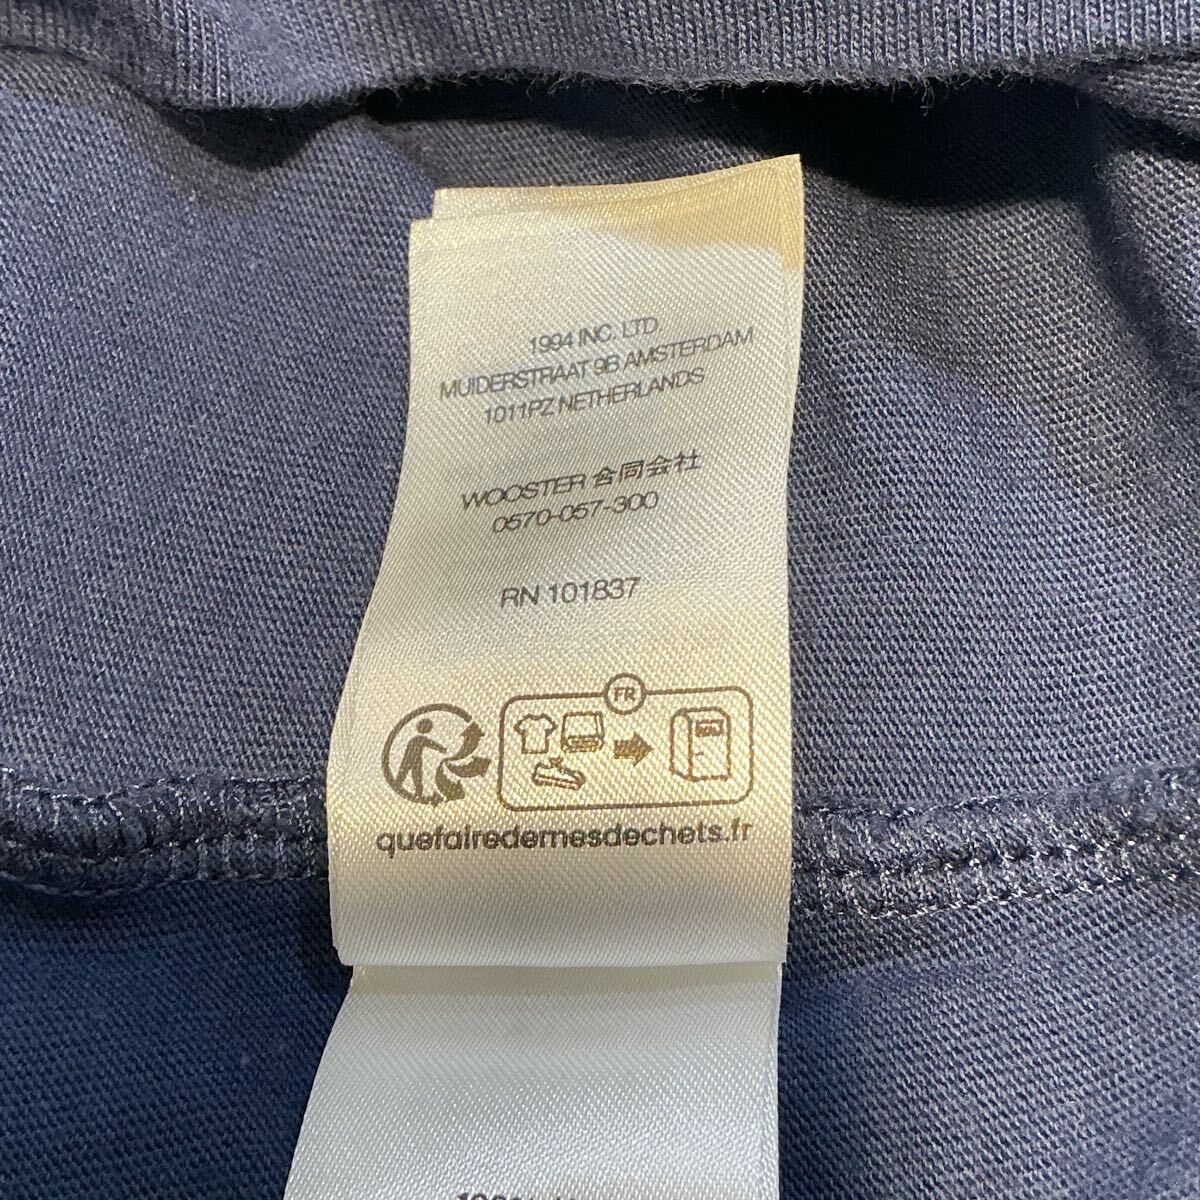 1994 INC. LTD.
MUIDERSTRAAT 9B AMSTERDAM
1011PZ NETHERLANDS
WOOSTER 合同会社
0570-057-300
RN 101837
FR
quefairedemesdechets.fr